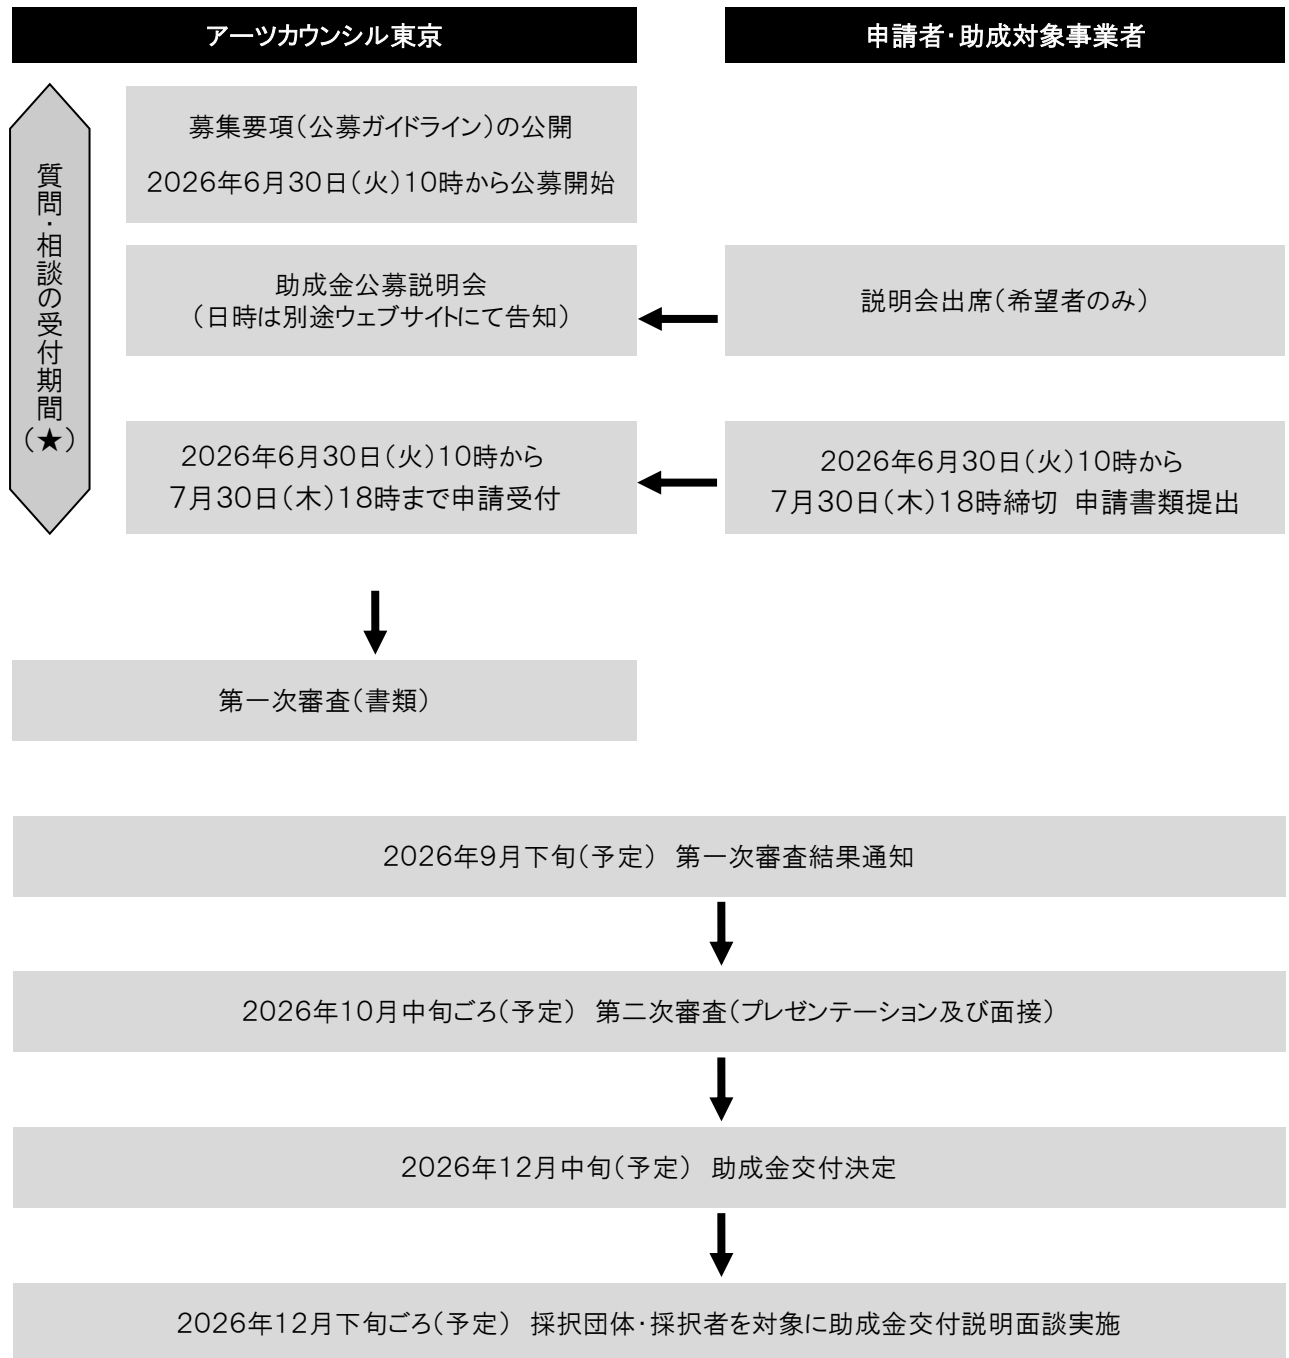 アーツカウンシル東京
申請者・助成対象事業者
質問・相談の受付期間(★)
募集要項(公募ガイドライン)の公開
2026年6月30日(火)10時から公募開始
助成金公募説明会
(日時は別途ウェブサイトにて告知)
説明会出席(希望者のみ)
2026年6月30日(火)10時から
7月30日(木)18時まで申請受付
2026年6月30日(火)10時から
7月30日(木)18時締切 申請書類提出
第一次審査(書類)
2026年9月下旬(予定) 第一次審査結果通知
2026年10月中旬ごろ(予定) 第二次審査(プレゼンテーション及び面接)
2026年12月中旬(予定) 助成金交付決定
2026年12月下旬ごろ(予定) 採択団体・採択者を対象に助成金交付説明面談実施